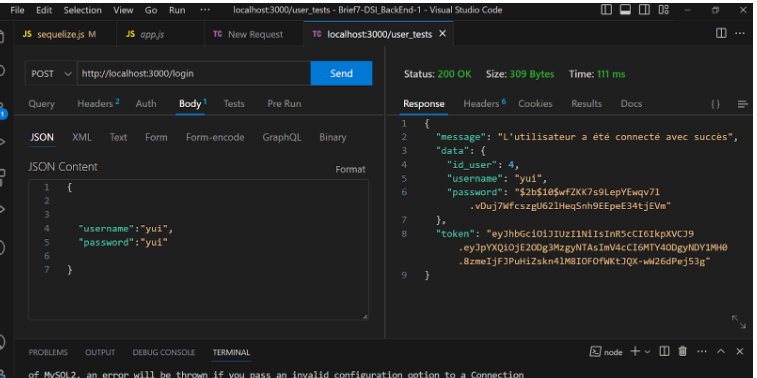 File Edit Selection View Go Run ··· localhost:3000/user_tests - Brief7-DSI_BackEnd-1 - Visual Studio Code
JS sequelize.js M JS app.js TC New Request TC localhost:3000/user_tests ×
POST http://localhost:3000/login Send
Status: 200 OK Size: 309 Bytes Time: 111 ms
Query Headers 2 Auth Body 1 Tests Pre Run
Response Headers 6 Cookies Results Docs {}
JSON XML Text Form Form-encode GraphQL Binary
JSON Content Format
1 {
2
3
4 "username":"yui",
5 "password":"yui"
6
7 }
1 {
2 "message": "L'utilisateur a été connecté avec succès",
3 "data": {
4 "id_user": 4,
5 "username": "yui",
6 "password": "$2b$10$wfZKK7s9LepYEwqv7l
.vDuj7WfcszgU62lHeqSnh9EEpeE34tjEVm"
7 },
8 "token": "eyJhbGciOiJIUzI1NiIsInR5cCI6IkpXVCJ9
.eyJpYXQiOjE2ODg3MzgyNTAsImV4cCI6MTY4ODgyNDY1MH0
.8zmeIjFJPuHiZskn4lM8IOFOfWKtJQX-wW26dPej53g"
9 }
PROBLEMS OUTPUT DEBUG CONSOLE TERMINAL node
of MySQL2, an error will be thrown if you pass an invalid configuration option to a Connection